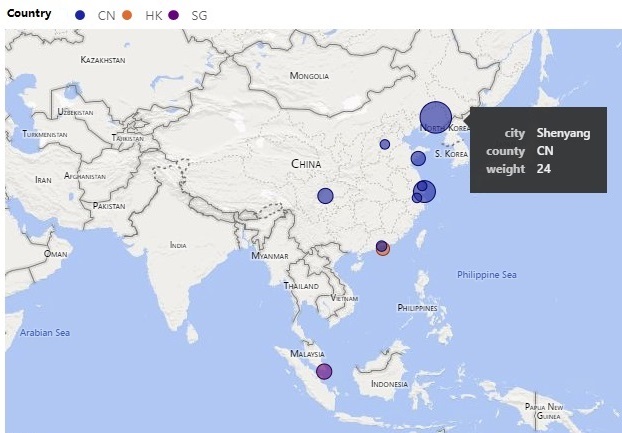 Country CN HK SG
KAZAKHSTAN
MONGOLIA
UZBEKISTAN
TURKMENISTAN
TAJIKISTAN
NORTH KOREA
S. KOREA
city Shenyang
county CN
weight 24
CHINA
IRAN
AFGHANISTAN
PAKISTAN
OMAN
INDIA
MYANMAR
THAILAND
VIETNAM
Philippine Sea
PHILIPPINES
Arabian Sea
MALAYSIA
INDONESIA
PAPUA NEW
GUINEA